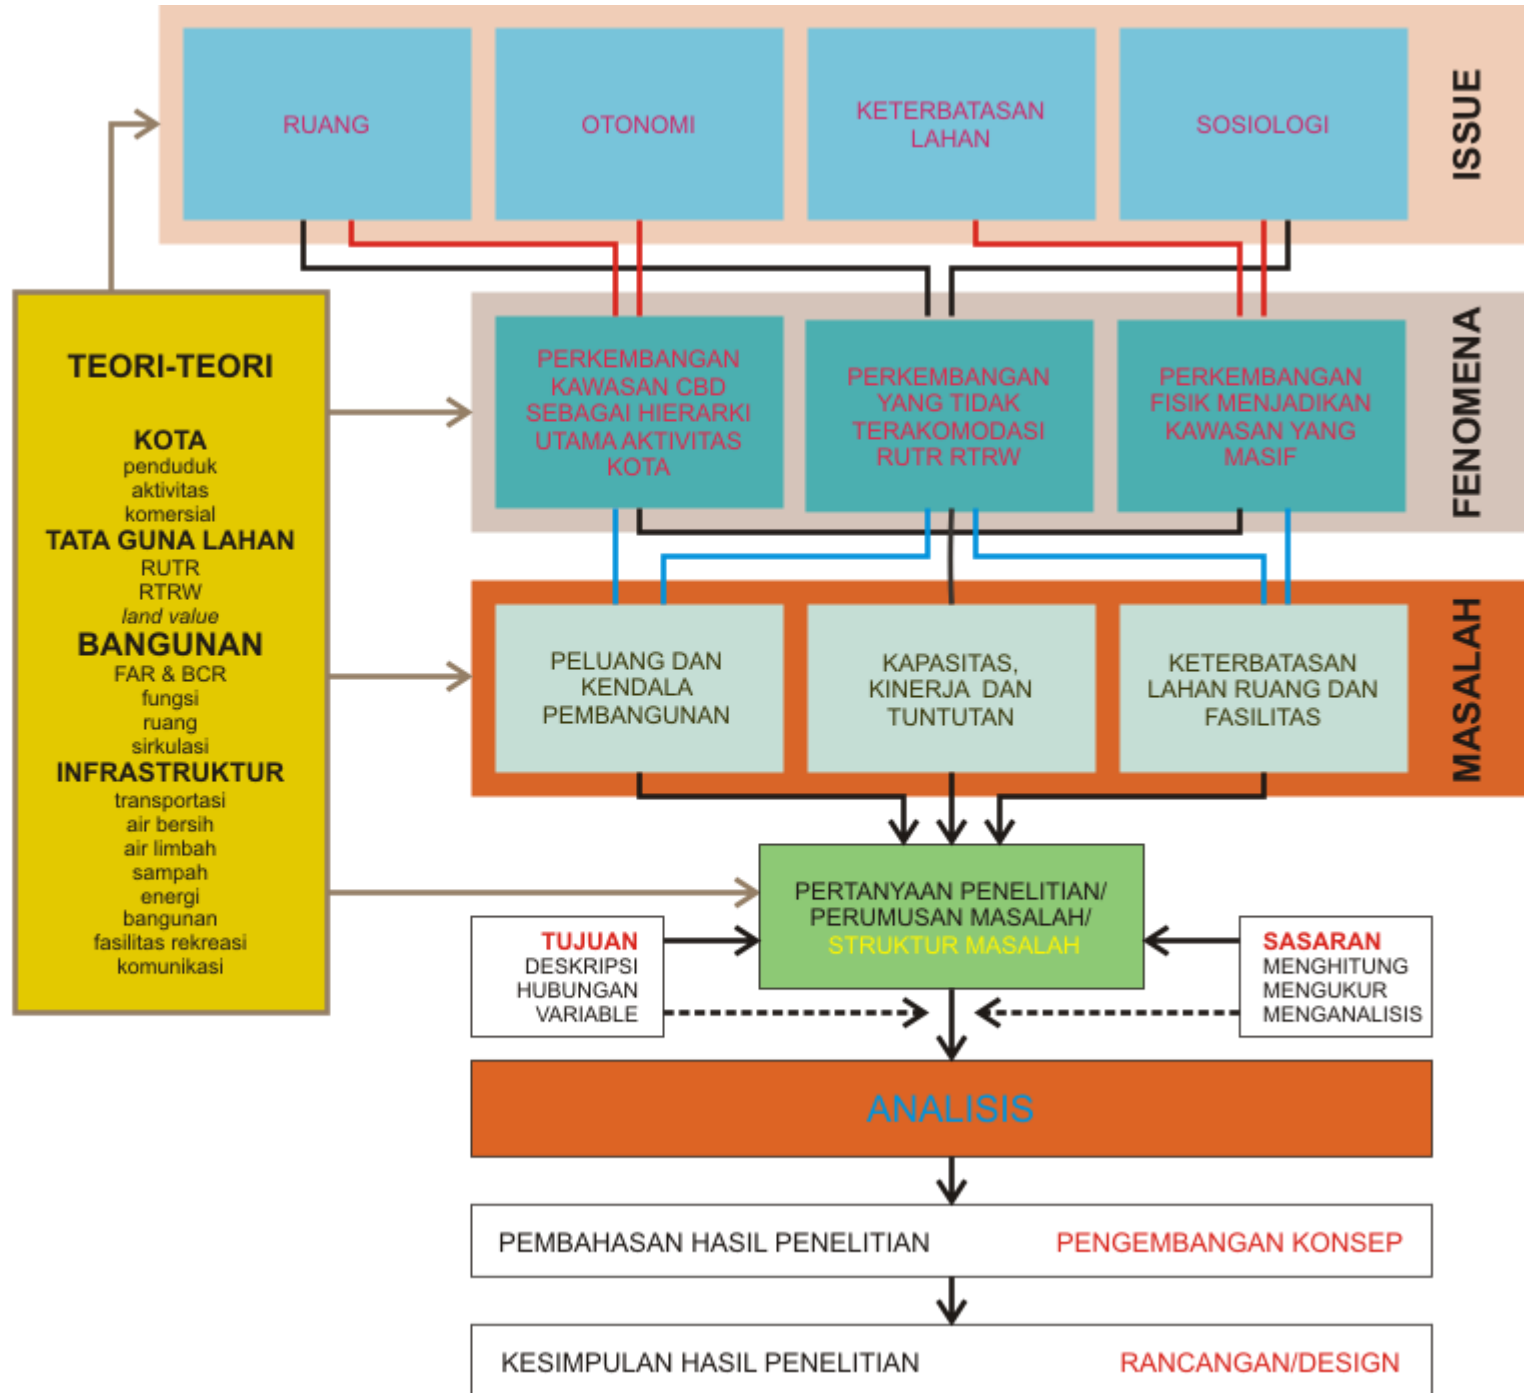 RUANG
OTONOMI
KETERBATASAN
LAHAN
SOSIOLOGI
ISSUE
TEORI-TEORI
KOTA
penduduk
aktivitas
komersial
TATA GUNA LAHAN
RUTR
RTRW
land value
BANGUNAN
FAR & BCR
fungsi
ruang
sirkulasi
INFRASTRUKTUR
transportasi
air bersih
air limbah
sampah
energi
bangunan
fasilitas rekreasi
komunikasi
PERKEMBANGAN
KAWASAN CBD
SEBAGAI HIERARKI
UTAMA AKTIVITAS
KOTA
PERKEMBANGAN
YANG TIDAK
TERAKOMODASI
RUTR RTRW
PERKEMBANGAN
FISIK MENJADIKAN
KAWASAN YANG
MASIF
FENOMENA
PELUANG DAN
KENDALA
PEMBANGUNAN
KAPASITAS,
KINERJA DAN
TUNTUTAN
KETERBATASAN
LAHAN RUANG DAN
FASILITAS
MASALAH
PERTANYAAN PENELITIAN/
PERUMUSAN MASALAH/
STRUKTUR MASALAH
TUJUAN
DESKRIPSI
HUBUNGAN
VARIABLE
SASARAN
MENGHITUNG
MENGUKUR
MENGANALISIS
ANALISIS
PEMBAHASAN HASIL PENELITIAN PENGEMBANGAN KONSEP
KESIMPULAN HASIL PENELITIAN RANCANGAN/DESIGN